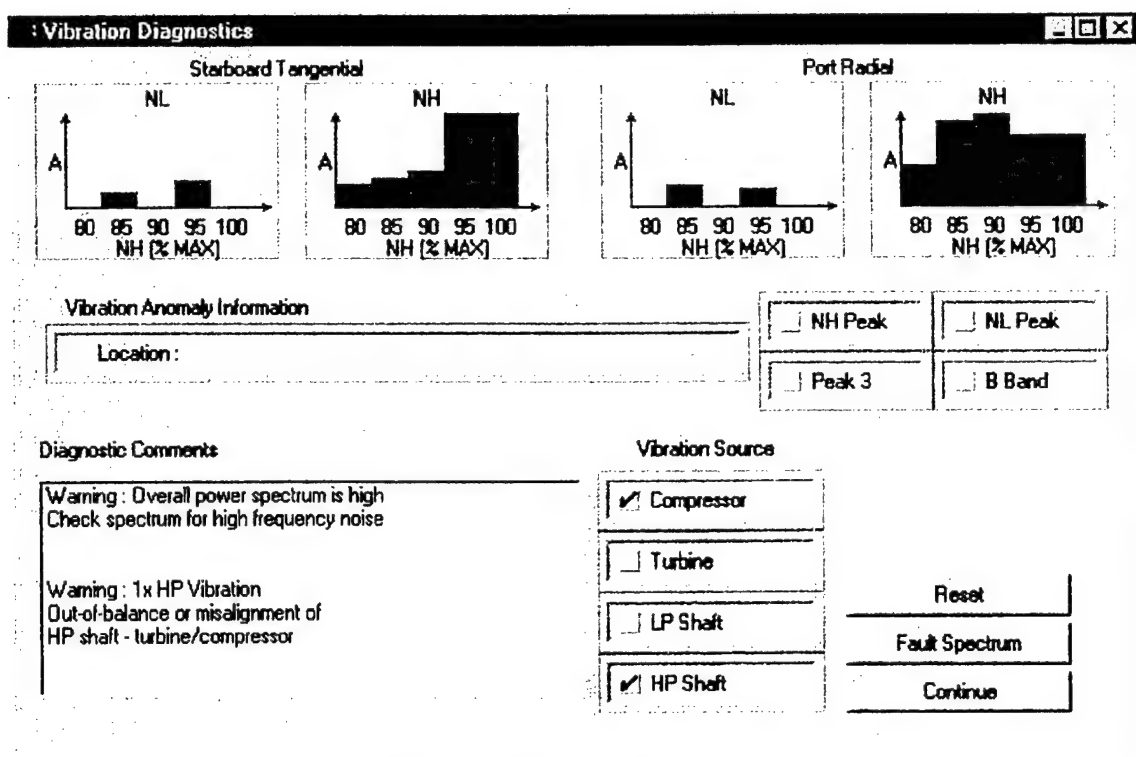 : Vibration Diagnostics
Starboard Tangential
Port Radial
NL
A
80 85 90 95 100
NH [% MAX]
NH
A
80 85 90 95 100
NH [% MAX]
NL
A
80 85 90 95 100
NH [% MAX]
NH
A
80 85 90 95 100
NH [% MAX]
Vibration Anomaly Information
Location :
NH Peak
NL Peak
Peak 3
B Band
Diagnostic Comments
Warning : Overall power spectrum is high
Check spectrum for high frequency noise
Warning : 1x HP Vibration
Out-of-balance or misalignment of
HP shaft - turbine/compressor
Vibration Source
Compressor
Turbine
LP Shaft
HP Shaft
Reset
Fault Spectrum
Continue